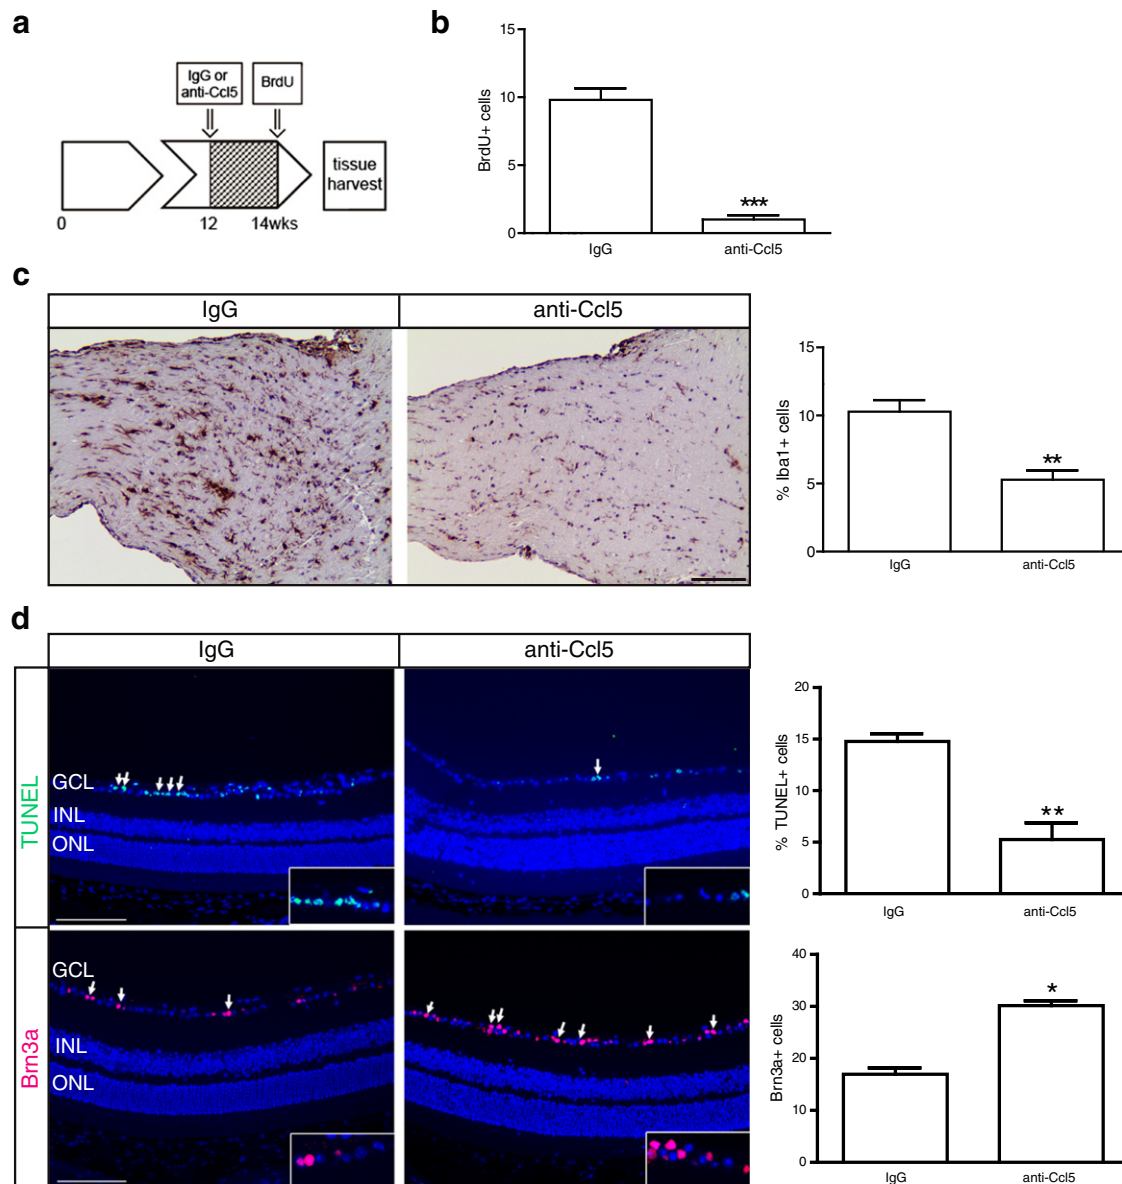 a
IgG or
anti-Ccl5
BrdU
tissue
harvest
0
12
14wks
b
15
10
5
0
BrdU+ cells
***
IgG
anti-Ccl5
c
IgG
anti-Ccl5
15
10
5
0
% Iba1+ cells
**
IgG
anti-Ccl5
d
IgG
anti-Ccl5
TUNEL
GCL
INL
ONL
20
15
10
5
0
% TUNEL+ cells
**
IgG
anti-Ccl5
Brn3a
GCL
INL
ONL
40
30
20
10
0
Brn3a+ cells
*
IgG
anti-Ccl5